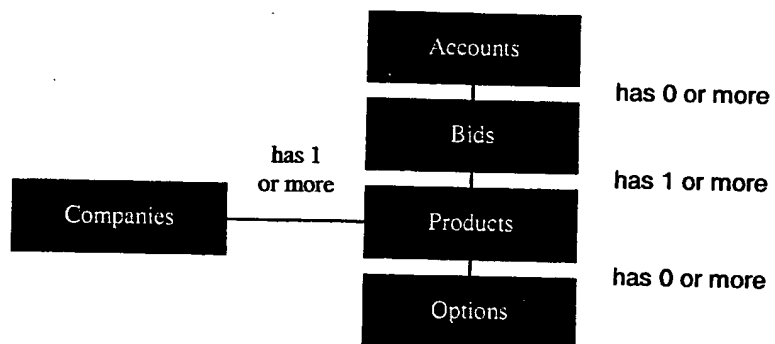 Accounts
has 0 or more
Bids
has 1
or more
has 1 or more
Companies
Products
has 0 or more
Options